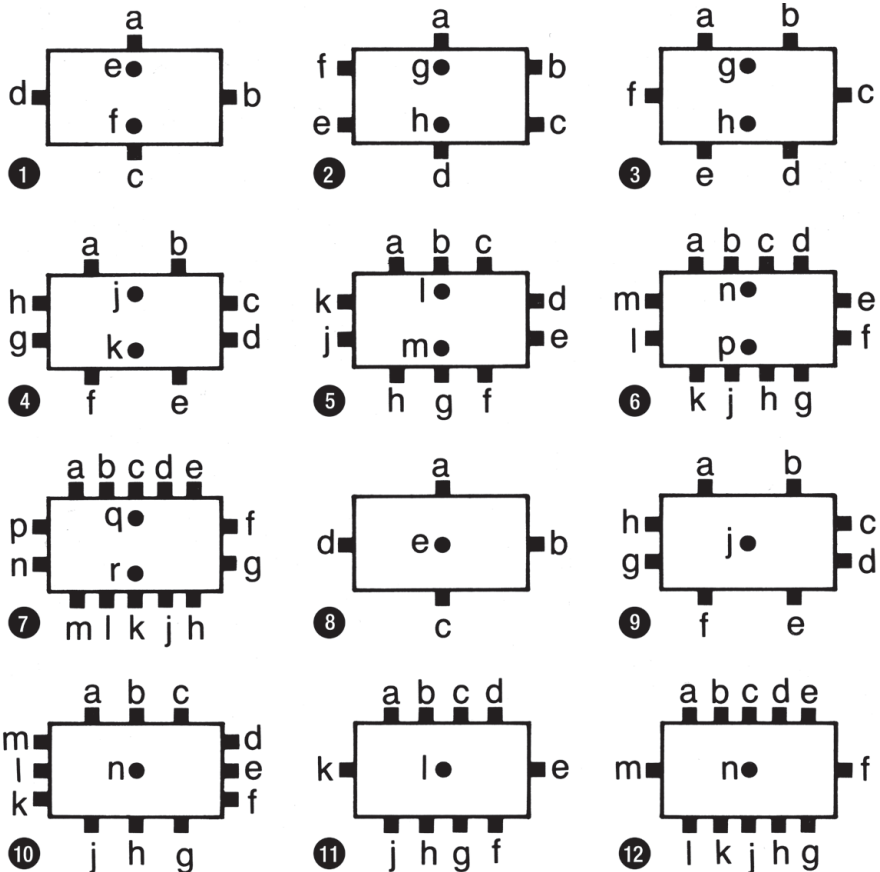 a
e
d b
f
1 c
a
f g b
e h c
2 d
a b
g
f c
h
3 e d
a b
h j c
g k d
4 f e
a b c
k l d
j m e
5 h g f
a b c d
m n e
l p f
6 k j h g
a b c d e
p q f
n r g
7 m l k j h
a
d e b
8 c
a b
h c
j
g d
9 f e
a b c
m d
l n e
k f
10 j h g
a b c d
k l e
11 j h g f
a b c d e
m n f
12 l k j h g